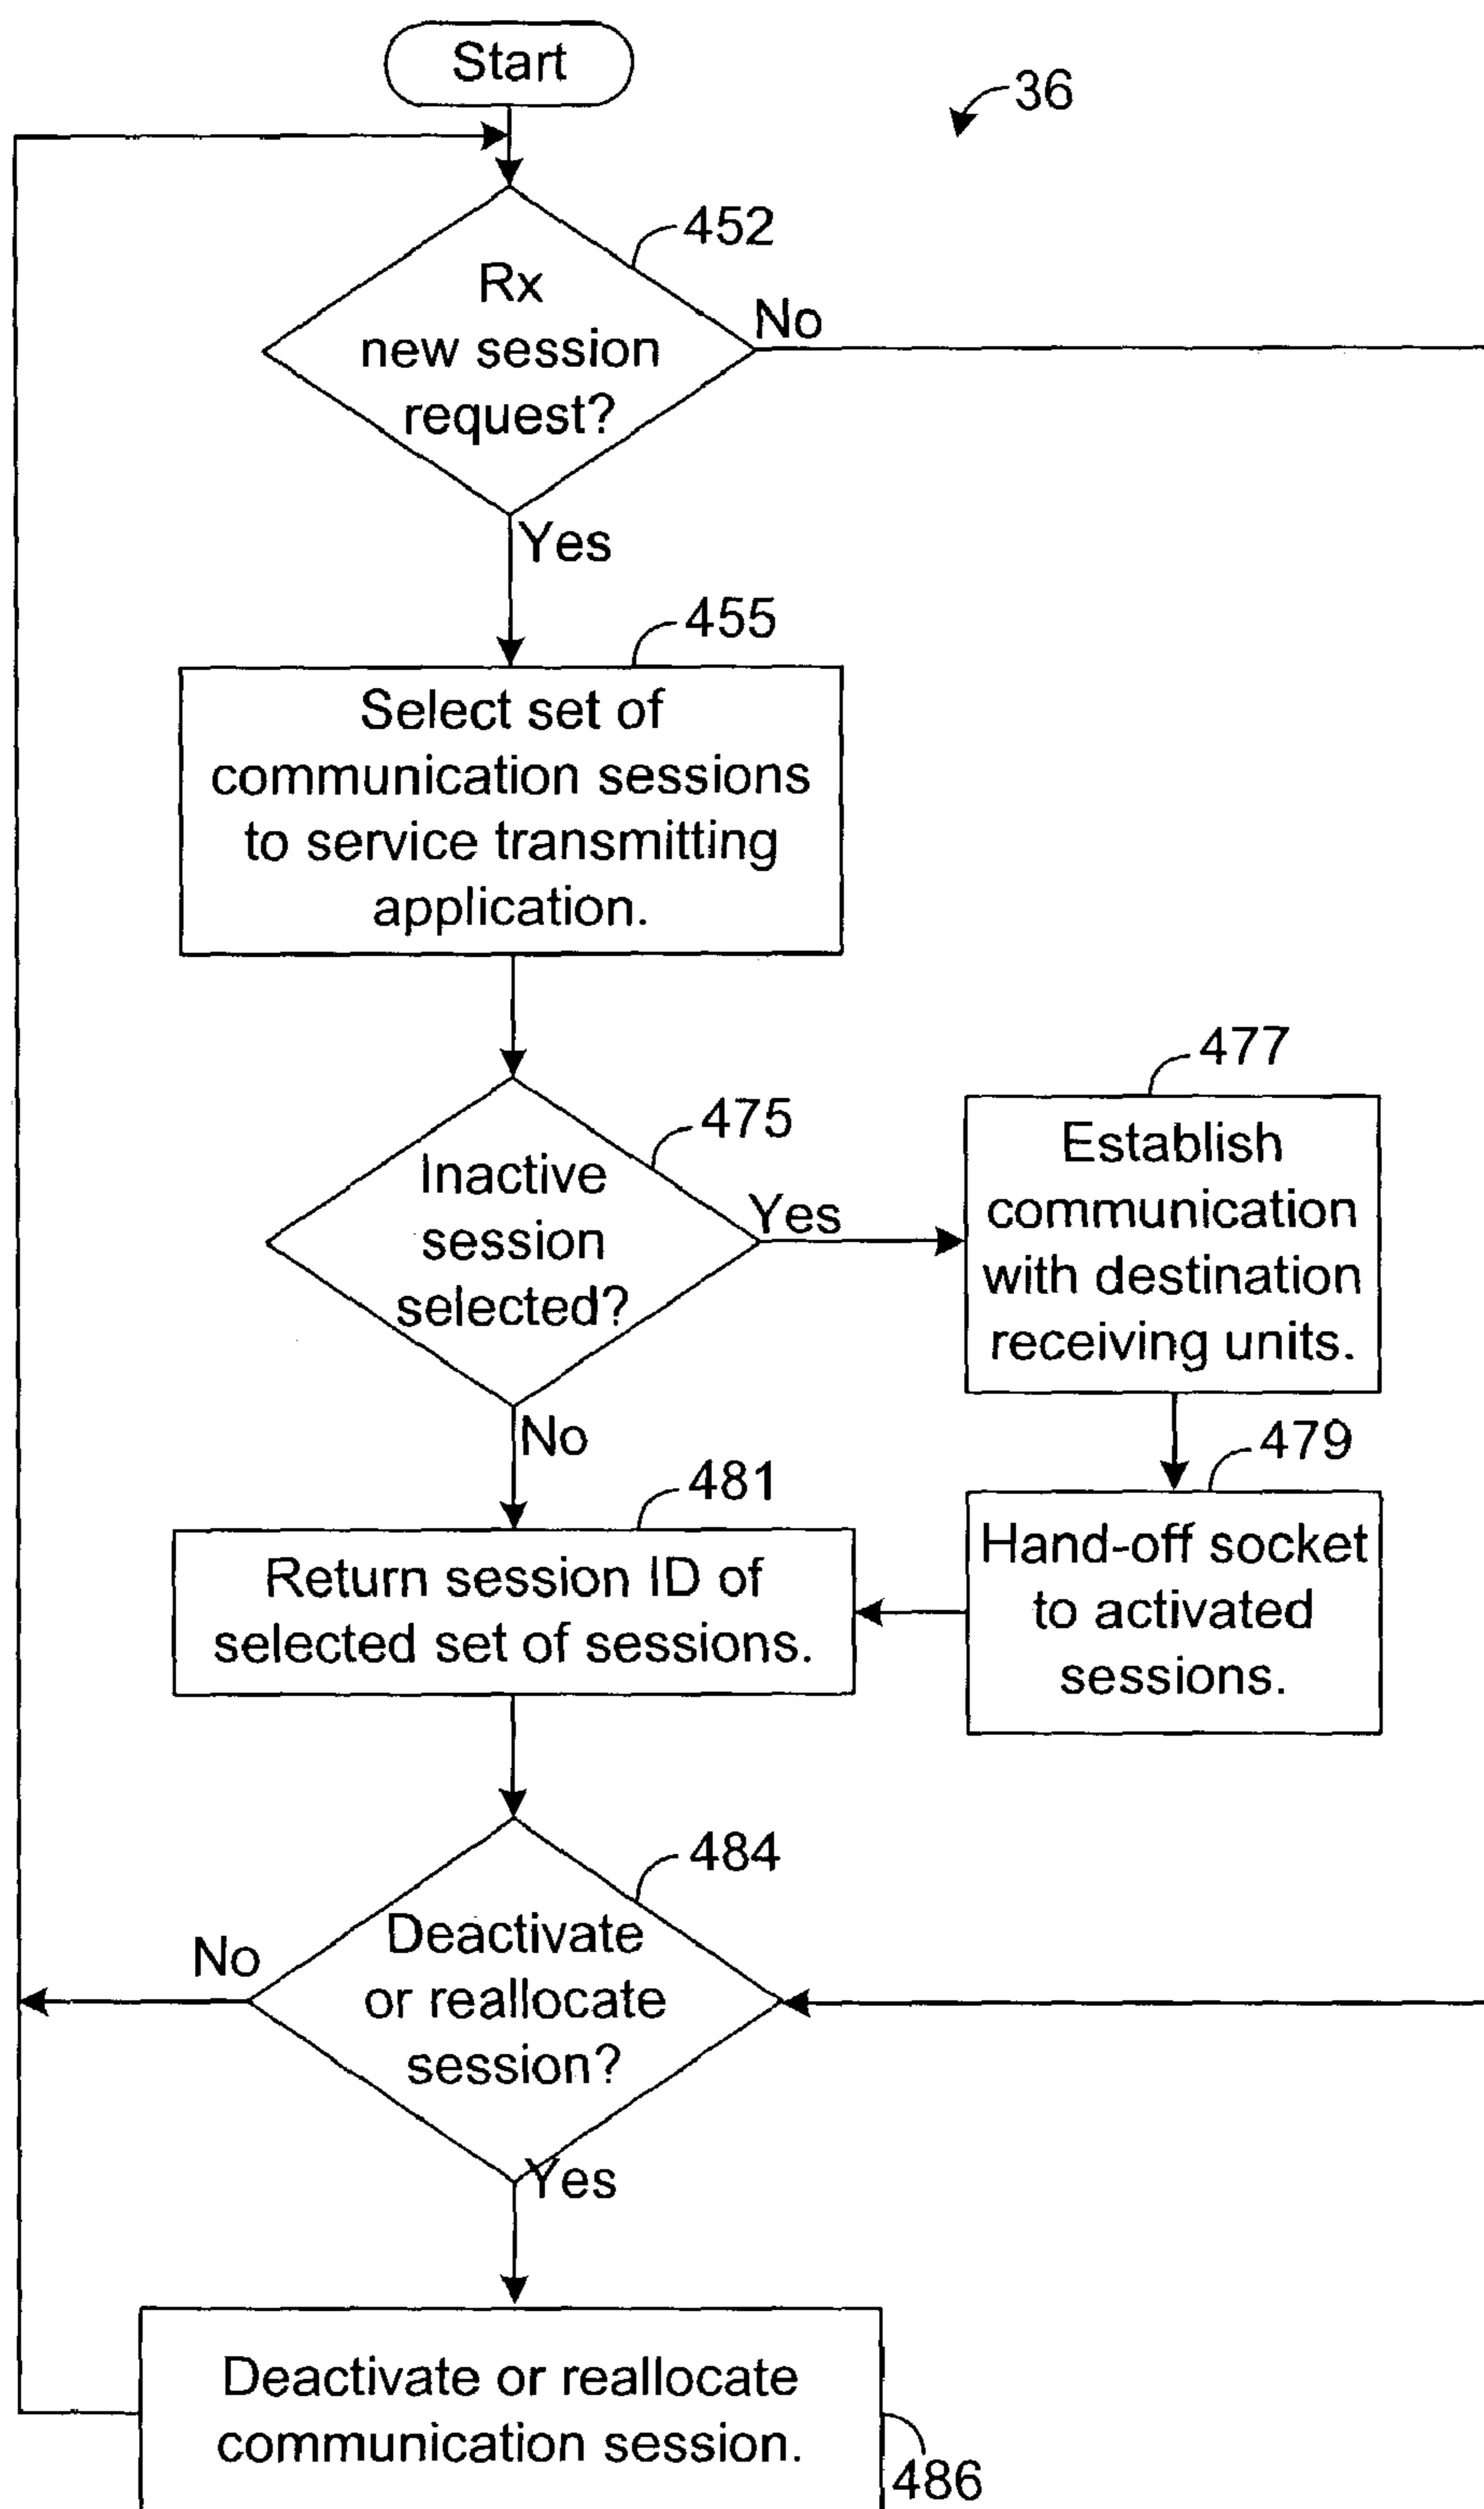 Start
36
452
Rx
new session
request?
No
Yes
455
Select set of
communication sessions
to service transmitting
application.
475
Inactive
session
selected?
Yes
No
477
Establish
communication
with destination
receiving units.
479
Hand-off socket
to activated
sessions.
481
Return session ID of
selected set of sessions.
484
Deactivate
or reallocate
session?
No
Yes
Deactivate or reallocate
communication session.
486